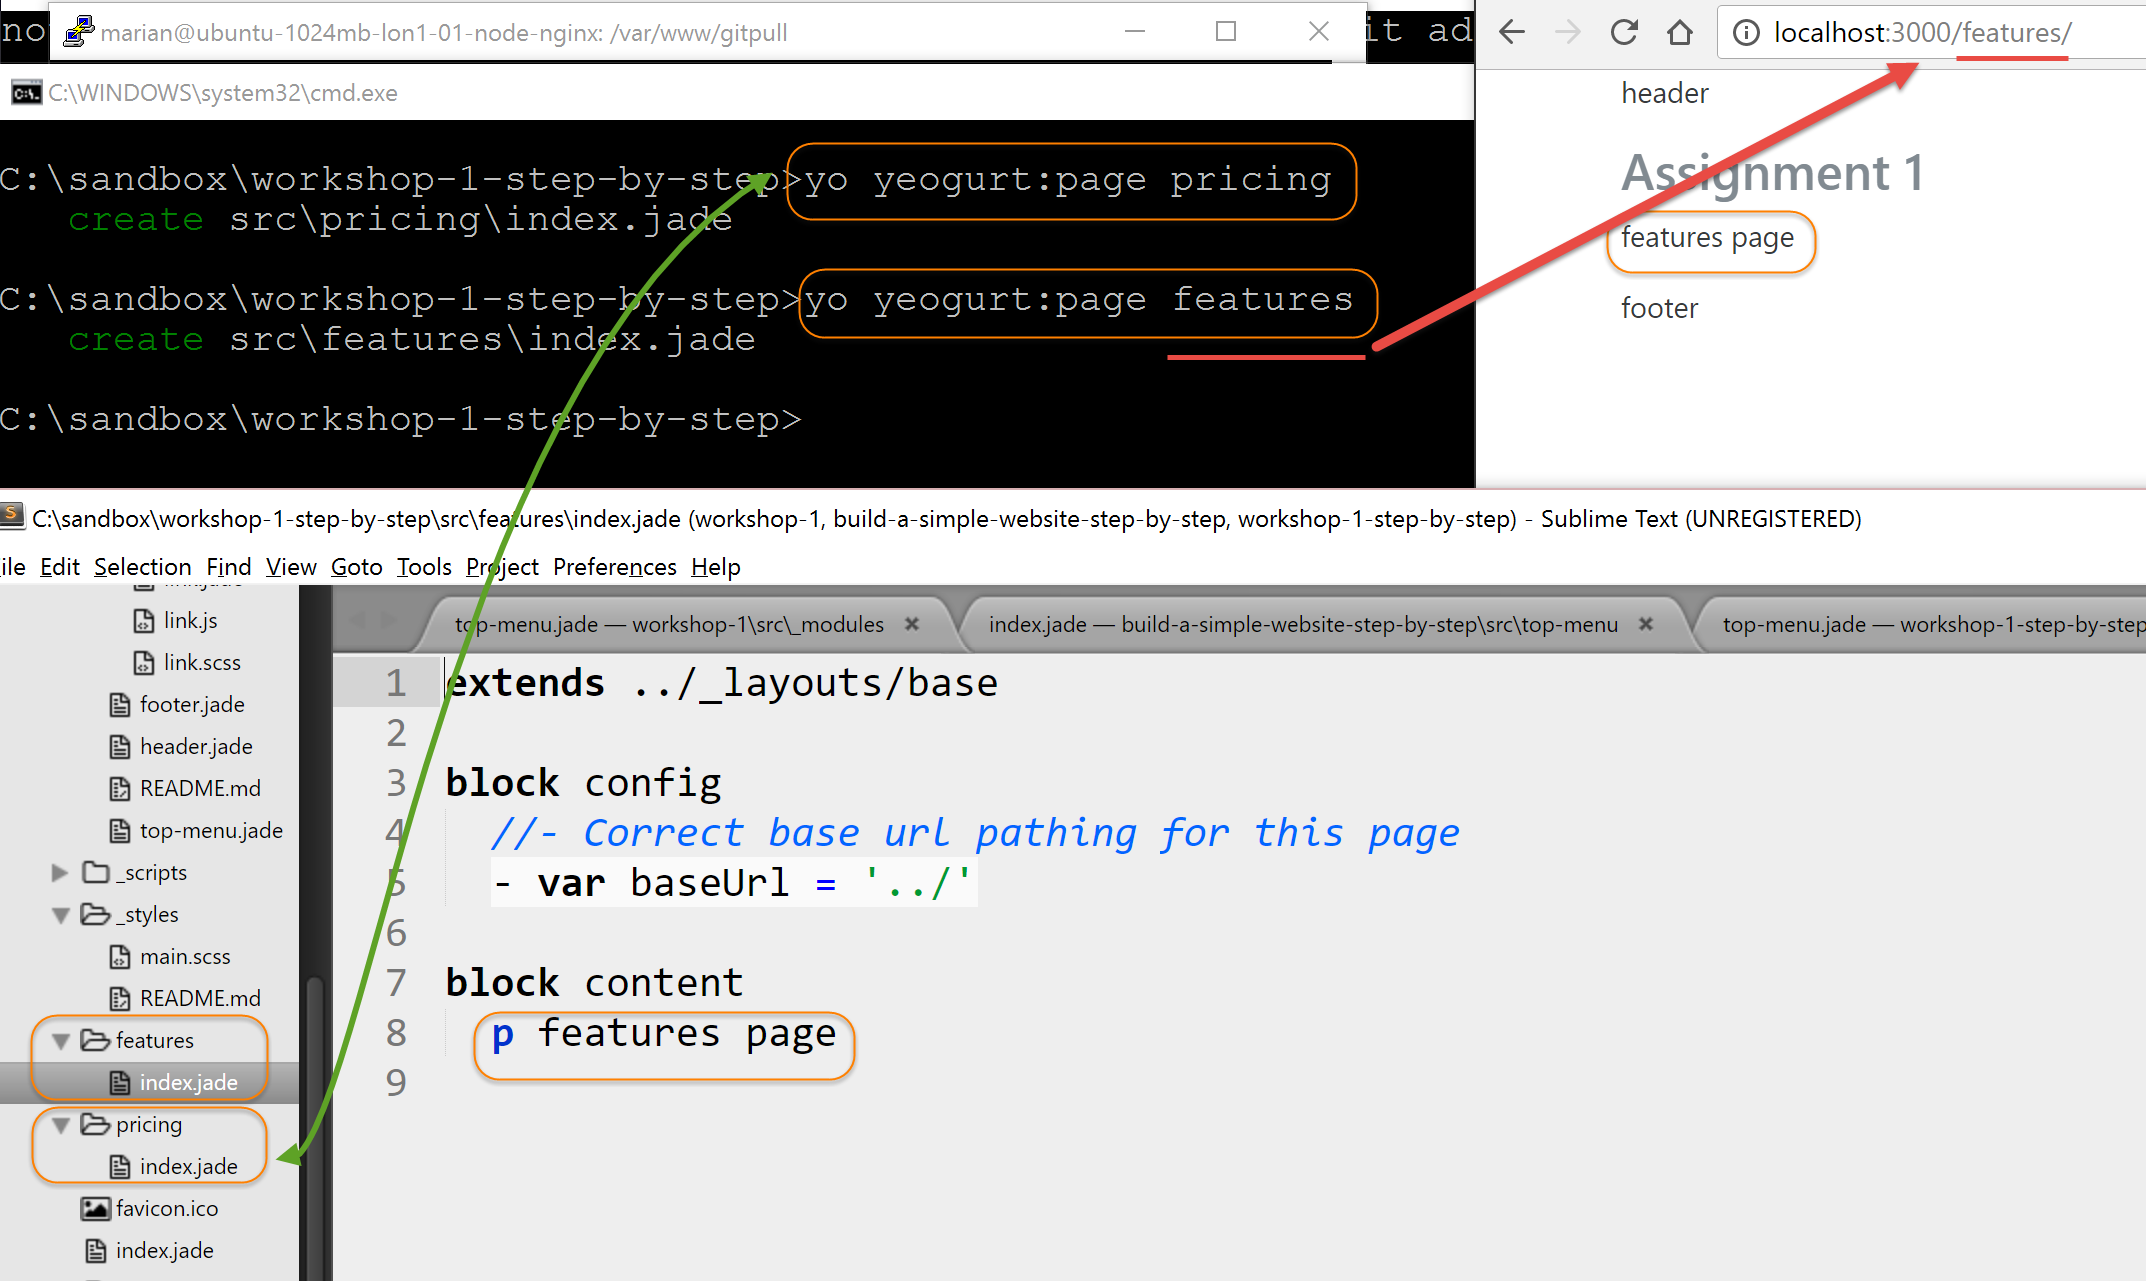 no
marian@ubuntu-1024mb-lon1-01-node-nginx: /var/www/gitpull
it ad
C:\WINDOWS\system32\cmd.exe
C:\sandbox\workshop-1-step-by-step>yo yeogurt:page pricing
create src\pricing\index.jade
C:\sandbox\workshop-1-step-by-step>yo yeogurt:page features
create src\features\index.jade
C:\sandbox\workshop-1-step-by-step>
localhost:3000/features/
header
Assignment 1
features page
footer
C:\sandbox\workshop-1-step-by-step\src\features\index.jade (workshop-1, build-a-simple-website-step-by-step, workshop-1-step-by-step) - Sublime Text (UNREGISTERED)
ile Edit Selection Find View Goto Tools Project Preferences Help
link.js
link.scss
footer.jade
header.jade
README.md
top-menu.jade
_scripts
_styles
main.scss
README.md
features
index.jade
pricing
index.jade
favicon.ico
index.jade
top-menu.jade — workshop-1\src\_modules
index.jade — build-a-simple-website-step-by-step\src\top-menu
top-menu.jade — workshop-1-step-by-step
1 extends ../_layouts/base
2
3 block config
4 //- Correct base url pathing for this page
5 - var baseUrl = '../'
6
7 block content
8 p features page
9